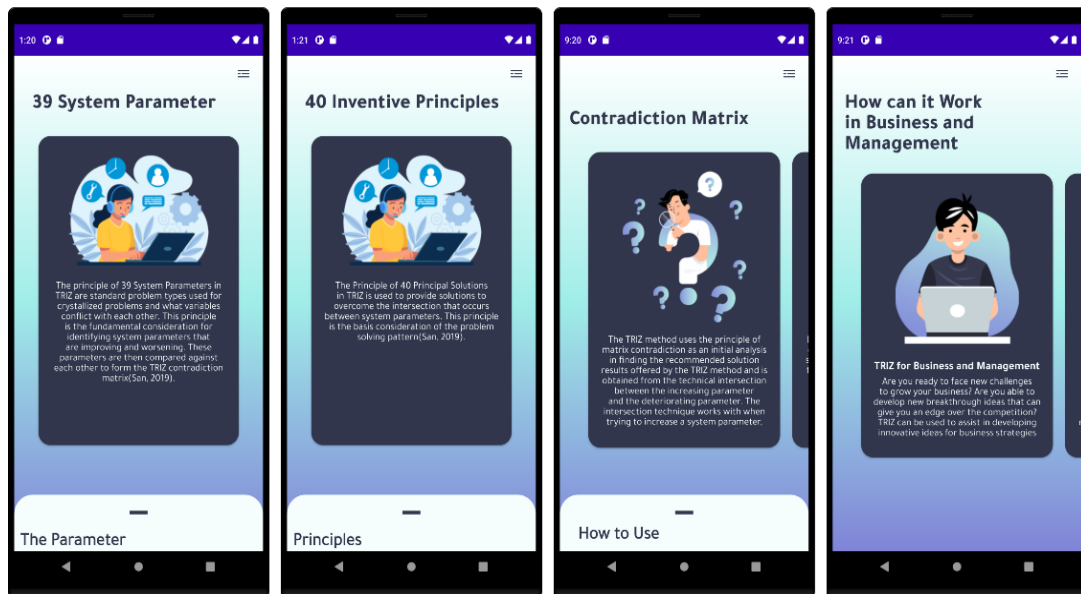 1:20
39 System Parameter
The principle of 39 System Parameters in
TRIZ are standard problem types used for
crystallized problems and what variables
conflict with each other. This principle
is the fundamental consideration for
identifying system parameters that
are improving and worsening. These
parameters are then compared against
each other to form the TRIZ contradiction
matrix(San, 2019).
The Parameter
1:21
40 Inventive Principles
The Principle of 40 Principal Solutions
in TRIZ is used to provide solutions to
overcome the intersection that occurs
between system parameters. This principle
is the basis consideration of the problem
solving pattern(San, 2019).
Principles
9:20
Contradiction Matrix
The TRIZ method uses the principle of
matrix contradiction as an initial analysis
in finding the recommended solution
results offered by the TRIZ method and is
obtained from the technical intersection
between the increasing parameter
and the deteriorating parameter. The
intersection technique works with when
trying to increase a system parameter.
How to Use
9:21
How can it Work
in Business and
Management
TRIZ for Business and Management
Are you ready to face new challenges
to grow your business? Are you able to
develop new breakthrough ideas that can
give you an edge over the competition?
TRIZ can be used to assist in developing
innovative ideas for business strategies